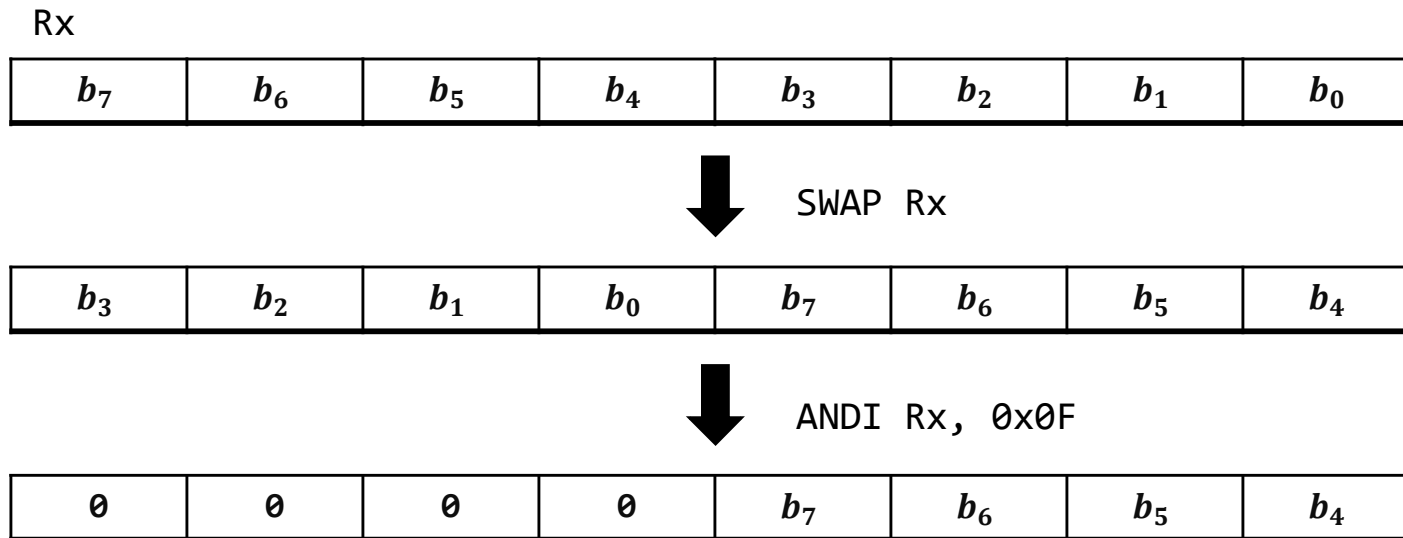 Rx
b₇ b₆ b₅ b₄ b₃ b₂ b₁ b₀
SWAP Rx
b₃ b₂ b₁ b₀ b₇ b₆ b₅ b₄
ANDI Rx, 0x0F
0 0 0 0 b₇ b₆ b₅ b₄